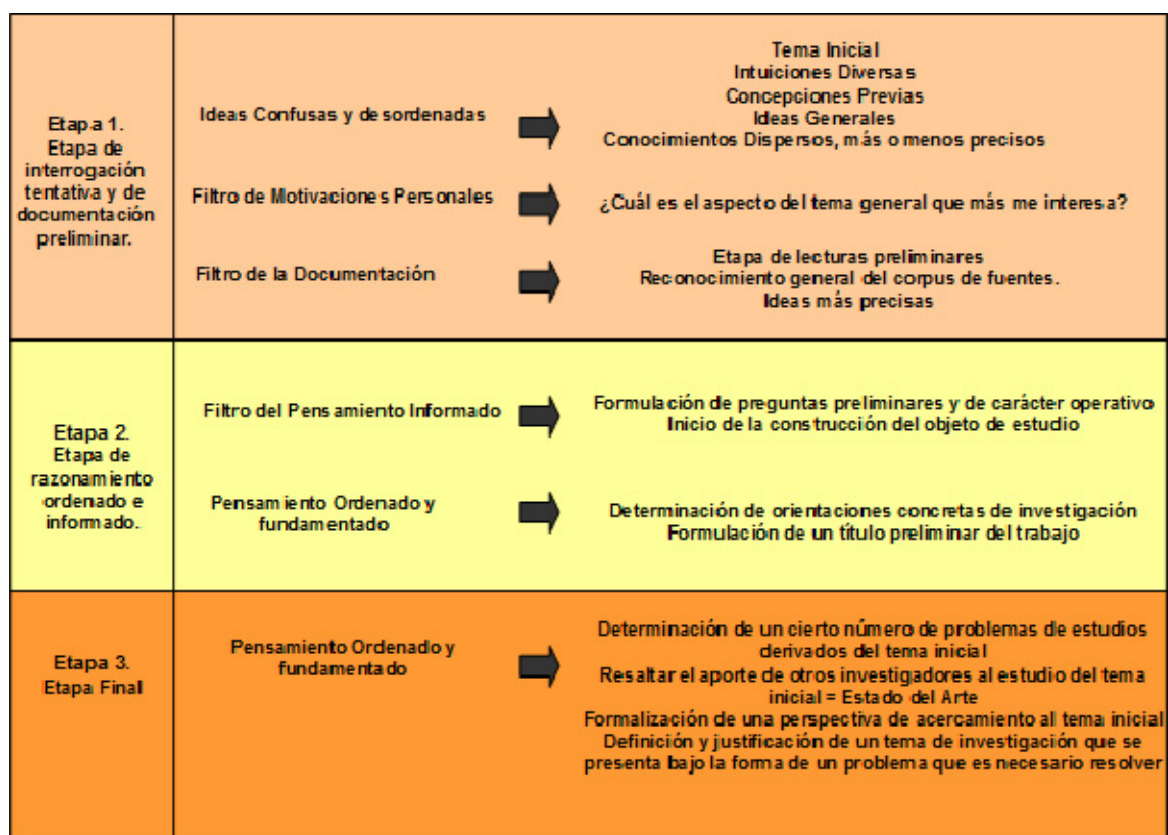 Etapa 1.
Etapa de
interrogación
tentativa y de
documentación
preliminar.
Ideas Confusas y de sordenadas
Tema Inicial
Intuiciones Diversas
Concepciones Previas
Ideas Generales
Conocimientos Dispersos, más o menos precisos
Filtro de Motivaciones Personales
¿Cuál es el aspecto del tema general que más me interesa?
Filtro de la Documentación
Etapa de lecturas preliminares
Reconocimiento general del corpus de fuentes.
Ideas más precisas
Etapa 2.
Etapa de
razonamiento
ordenado e
informado.
Filtro del Pensamiento Informado
Formulación de preguntas preliminares y de carácter operativo
Inicio de la construcción del objeto de estudio
Pensamiento Ordenado y
fundamentado
Determinación de orientaciones concretas de investigación
Formulación de un título preliminar del trabajo
Etapa 3.
Etapa Final
Pensamiento Ordenado y
fundamentado
Determinación de un cierto número de problemas de estudios
derivados del tema inicial
Resaltar el aporte de otros investigadores al estudio del tema
inicial = Estado del Arte
Formalización de una perspectiva de acercamiento al tema inicial
Definición y justificación de un tema de investigación que se
presenta bajo la forma de un problema que es necesario resolver